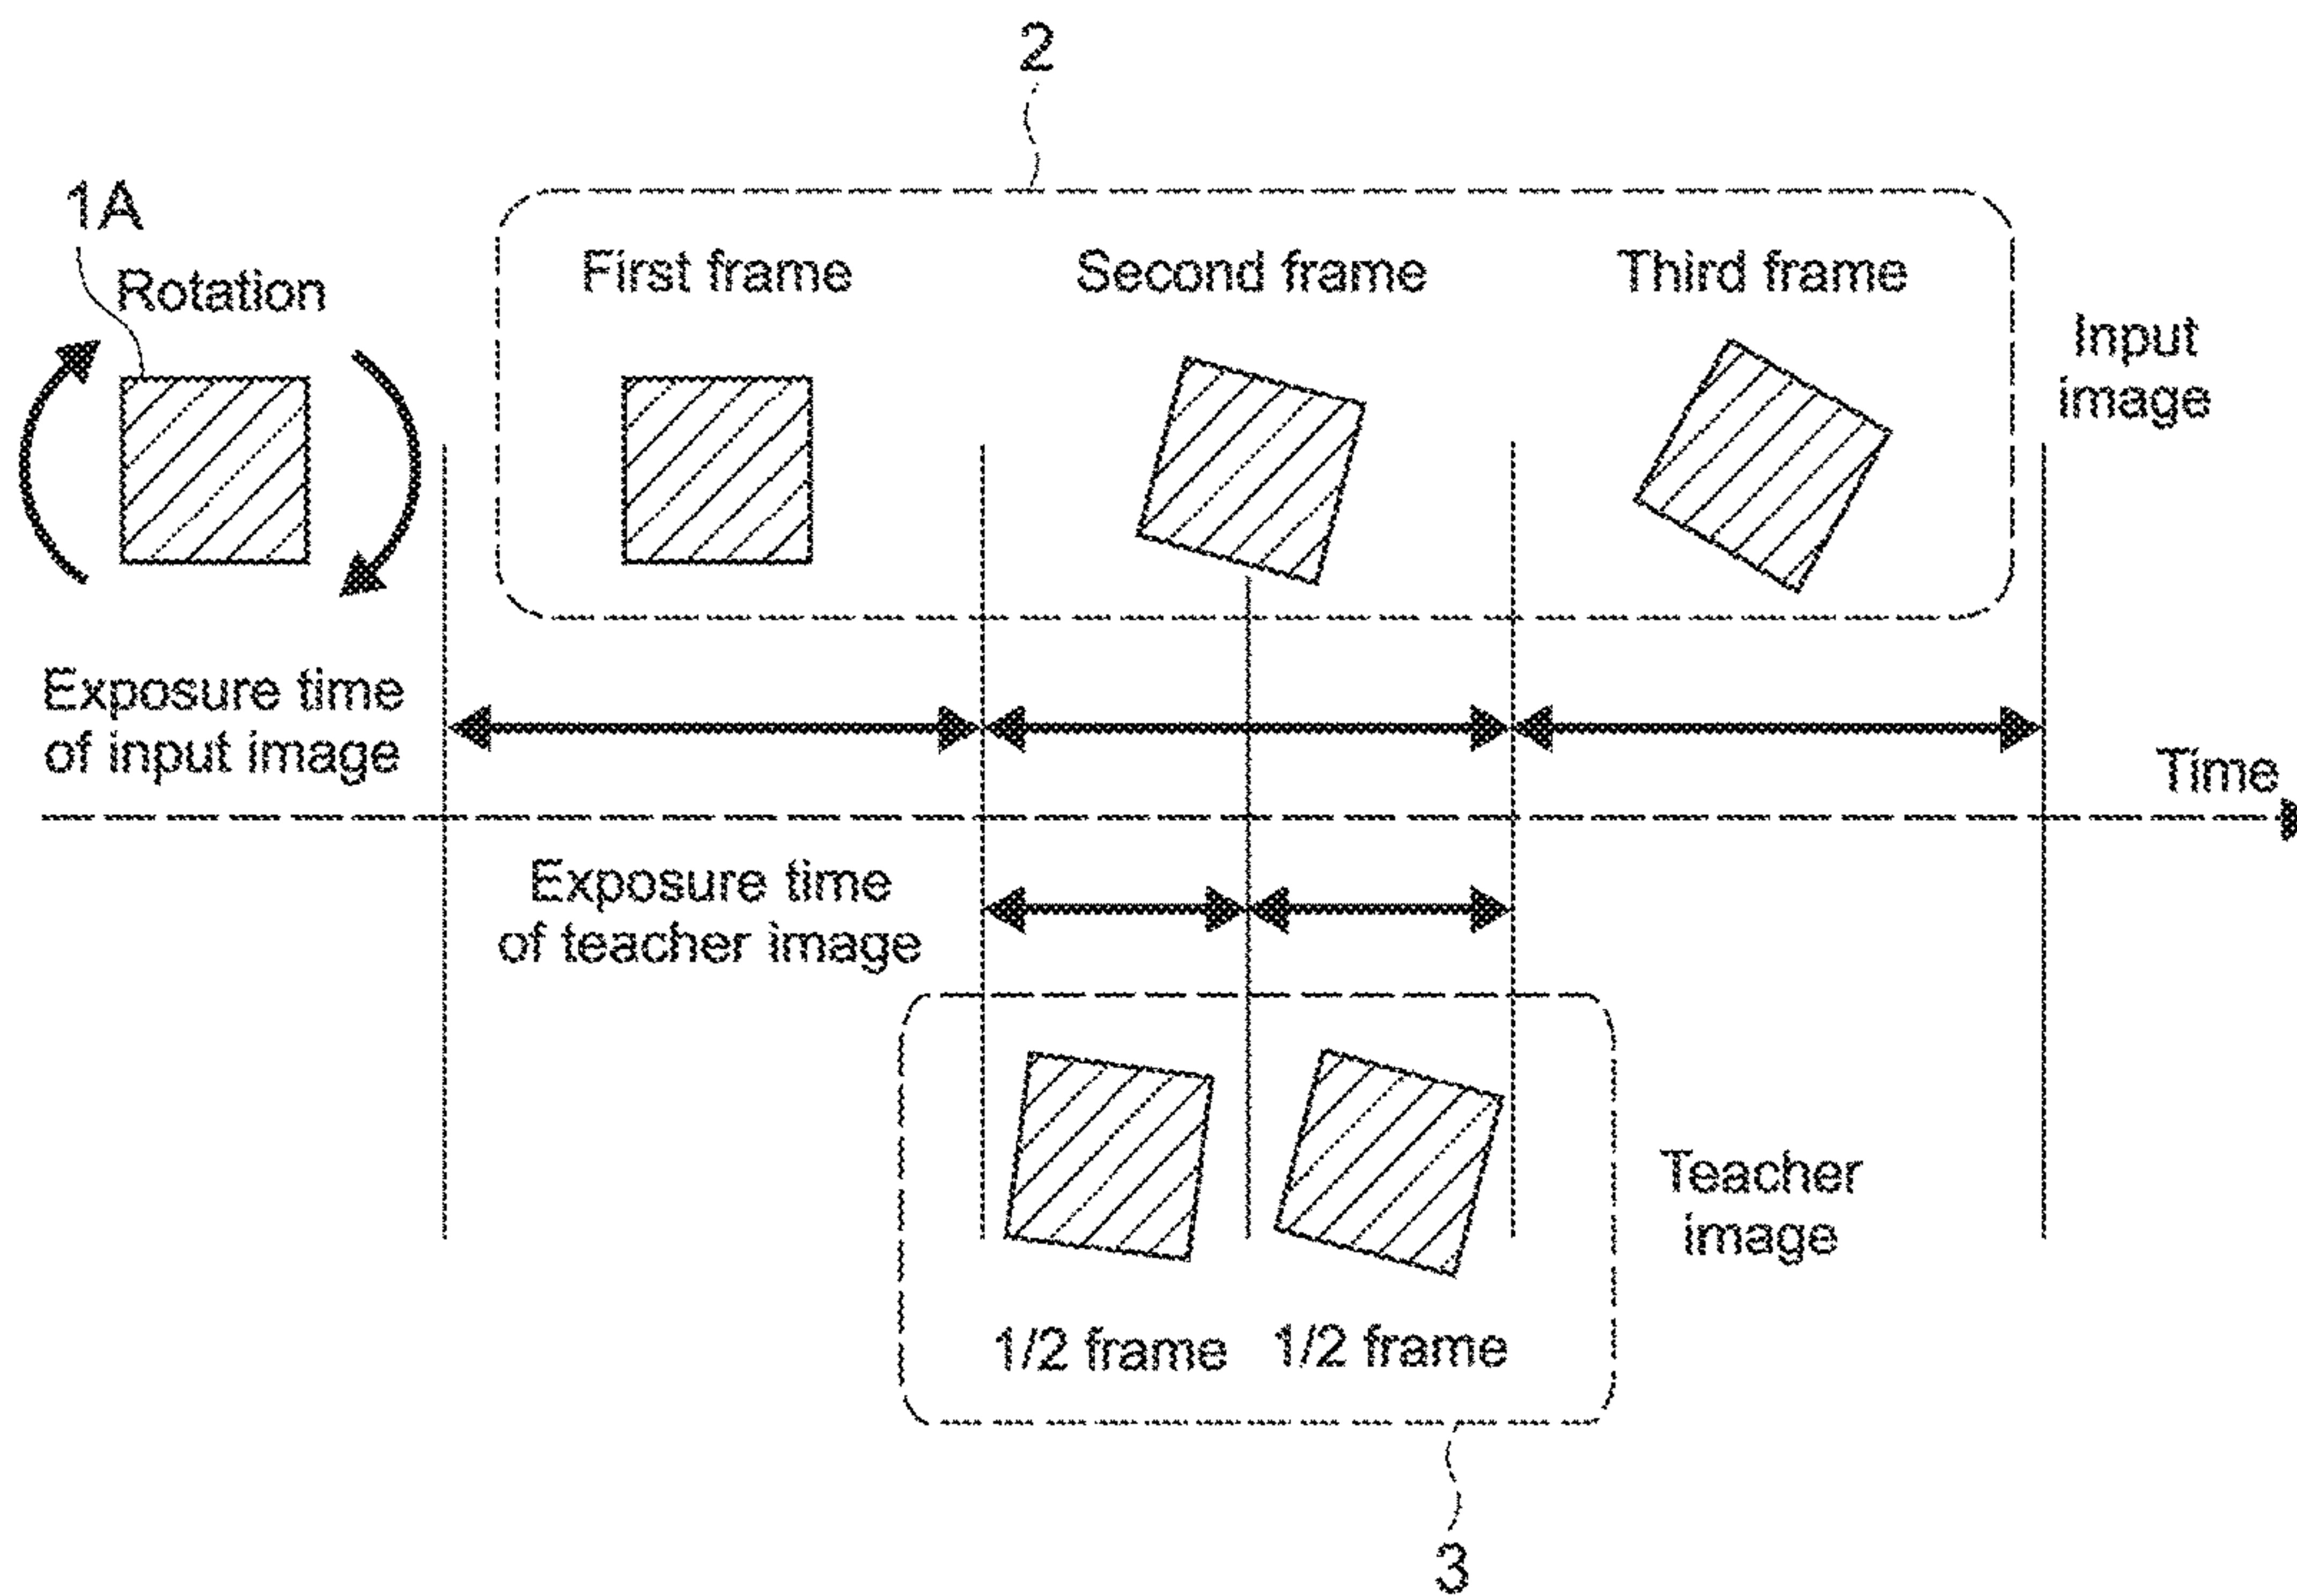 2
1A
Rotation
First frame
Second frame
Third frame
Input
image
Exposure time
of input image
Time
Exposure time
of teacher image
Teacher
image
1/2 frame
1/2 frame
3